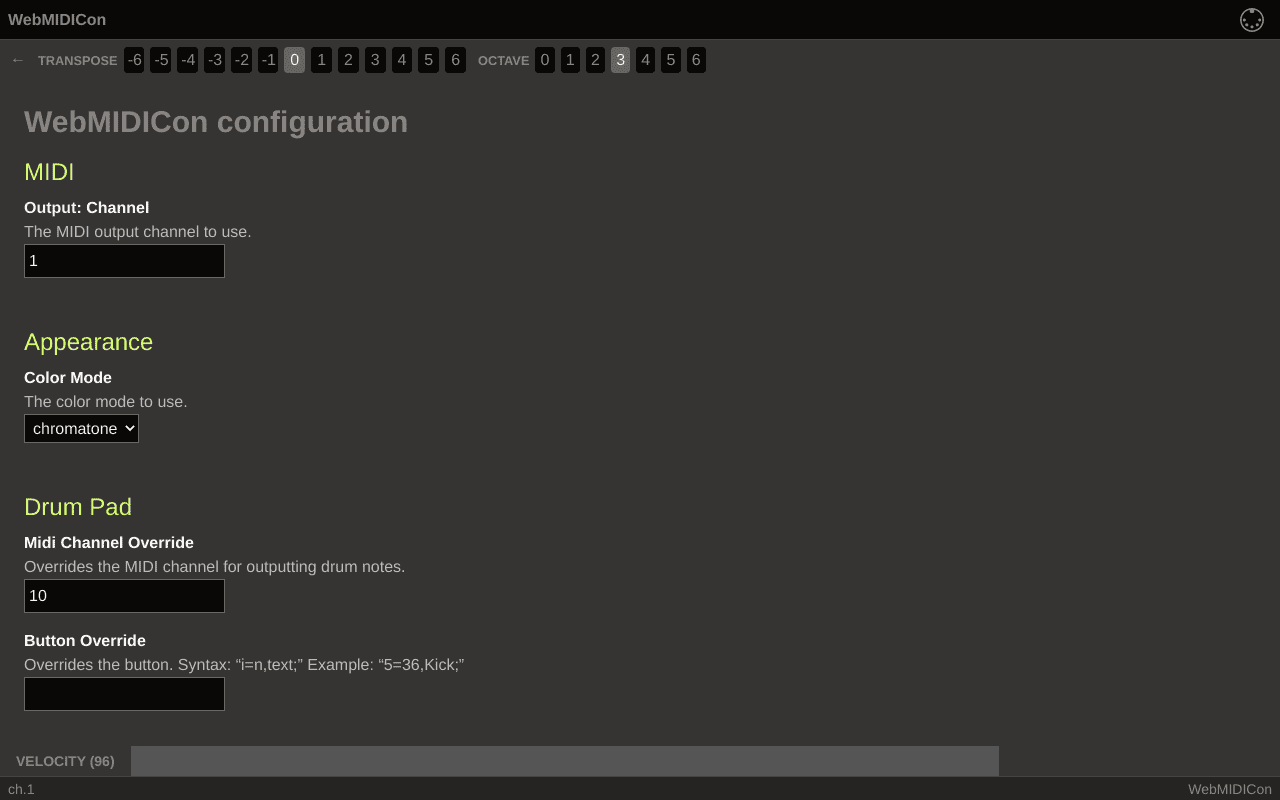 WebMIDICon
← TRANSPOSE -6 -5 -4 -3 -2 -1 0 1 2 3 4 5 6 OCTAVE 0 1 2 3 4 5 6
WebMIDICon configuration
MIDI
Output: Channel
The MIDI output channel to use.
1
Appearance
Color Mode
The color mode to use.
chromatone
Drum Pad
Midi Channel Override
Overrides the MIDI channel for outputting drum notes.
10
Button Override
Overrides the button. Syntax: “i=n,text;” Example: “5=36,Kick;”
VELOCITY (96)
ch.1 WebMIDICon